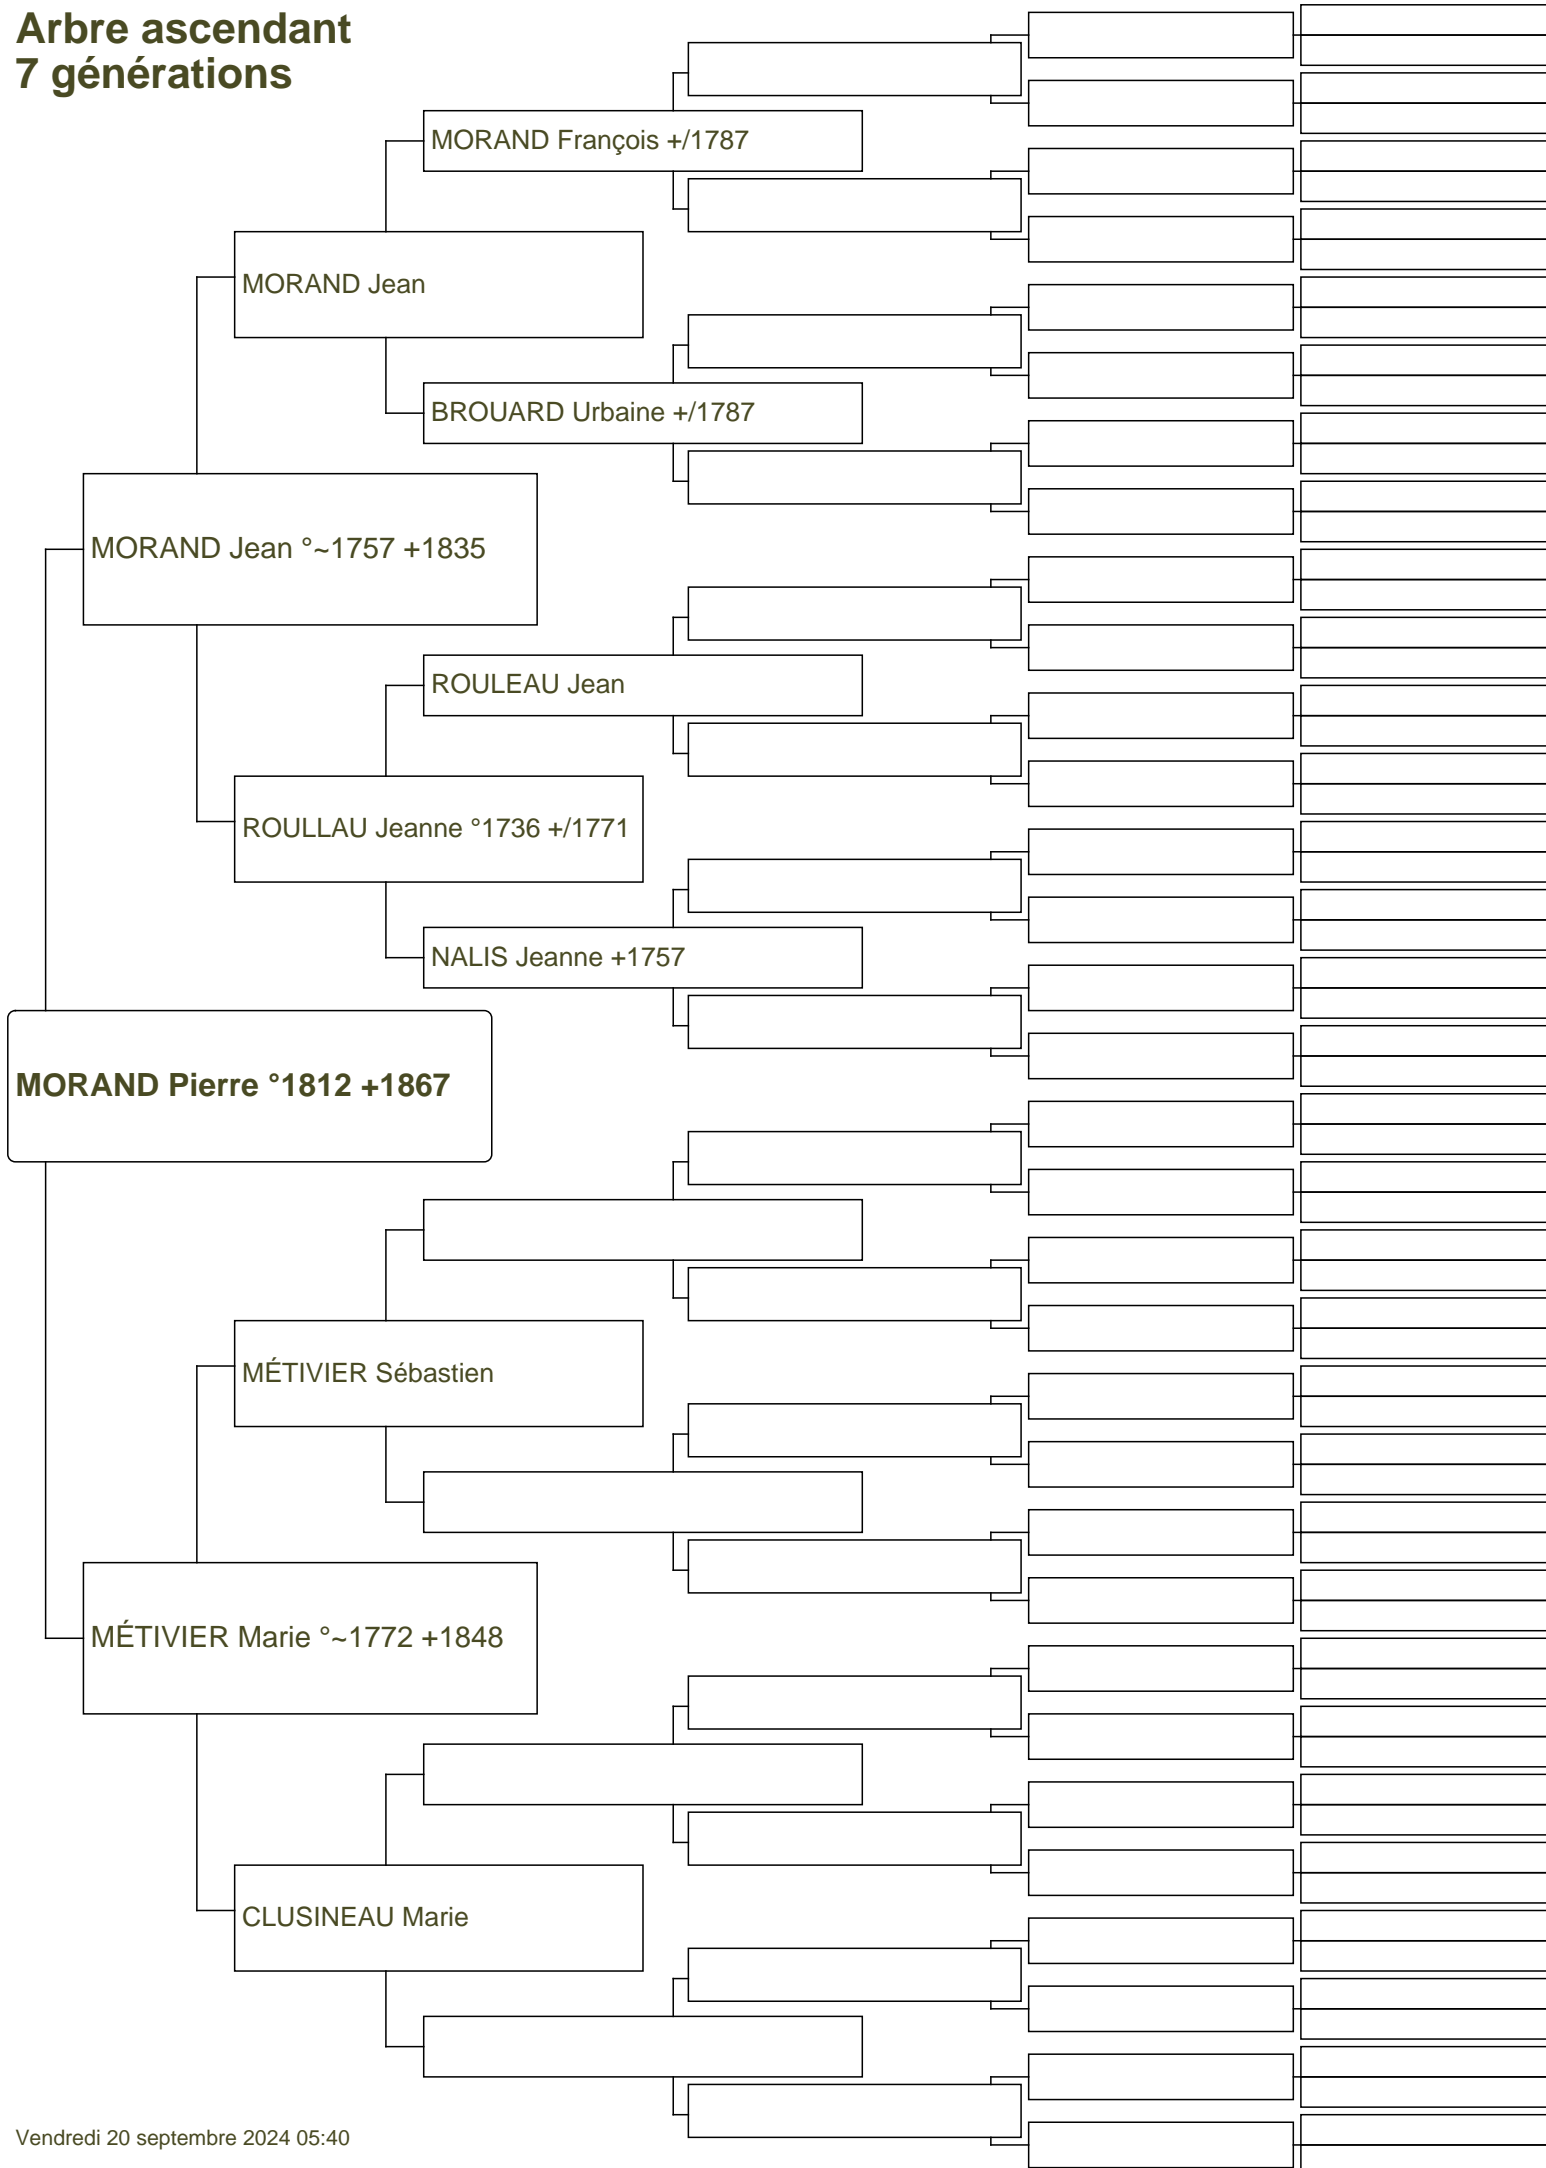 Arbre ascendant
7 générations
MORAND François +/1787
MORAND Jean
BROUARD Urbaine +/1787
MORAND Jean °~1757 +1835
ROULEAU Jean
ROULLAU Jeanne °1736 +/1771
NALIS Jeanne +1757
MORAND Pierre °1812 +1867
MÉTIVIER Sébastien
MÉTIVIER Marie °~1772 +1848
CLUSINEAU Marie
Vendredi 20 septembre 2024 05:40